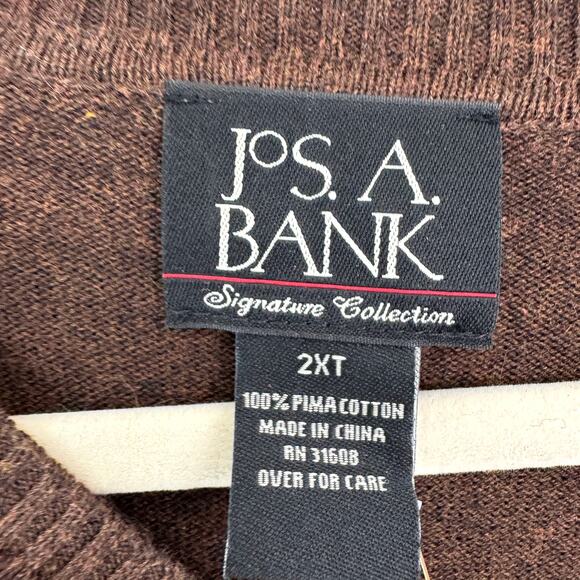 JOS. A.
BANK
Signature Collection
2XT
100% PIMA COTTON
MADE IN CHINA
RN 31608
OVER FOR CARE